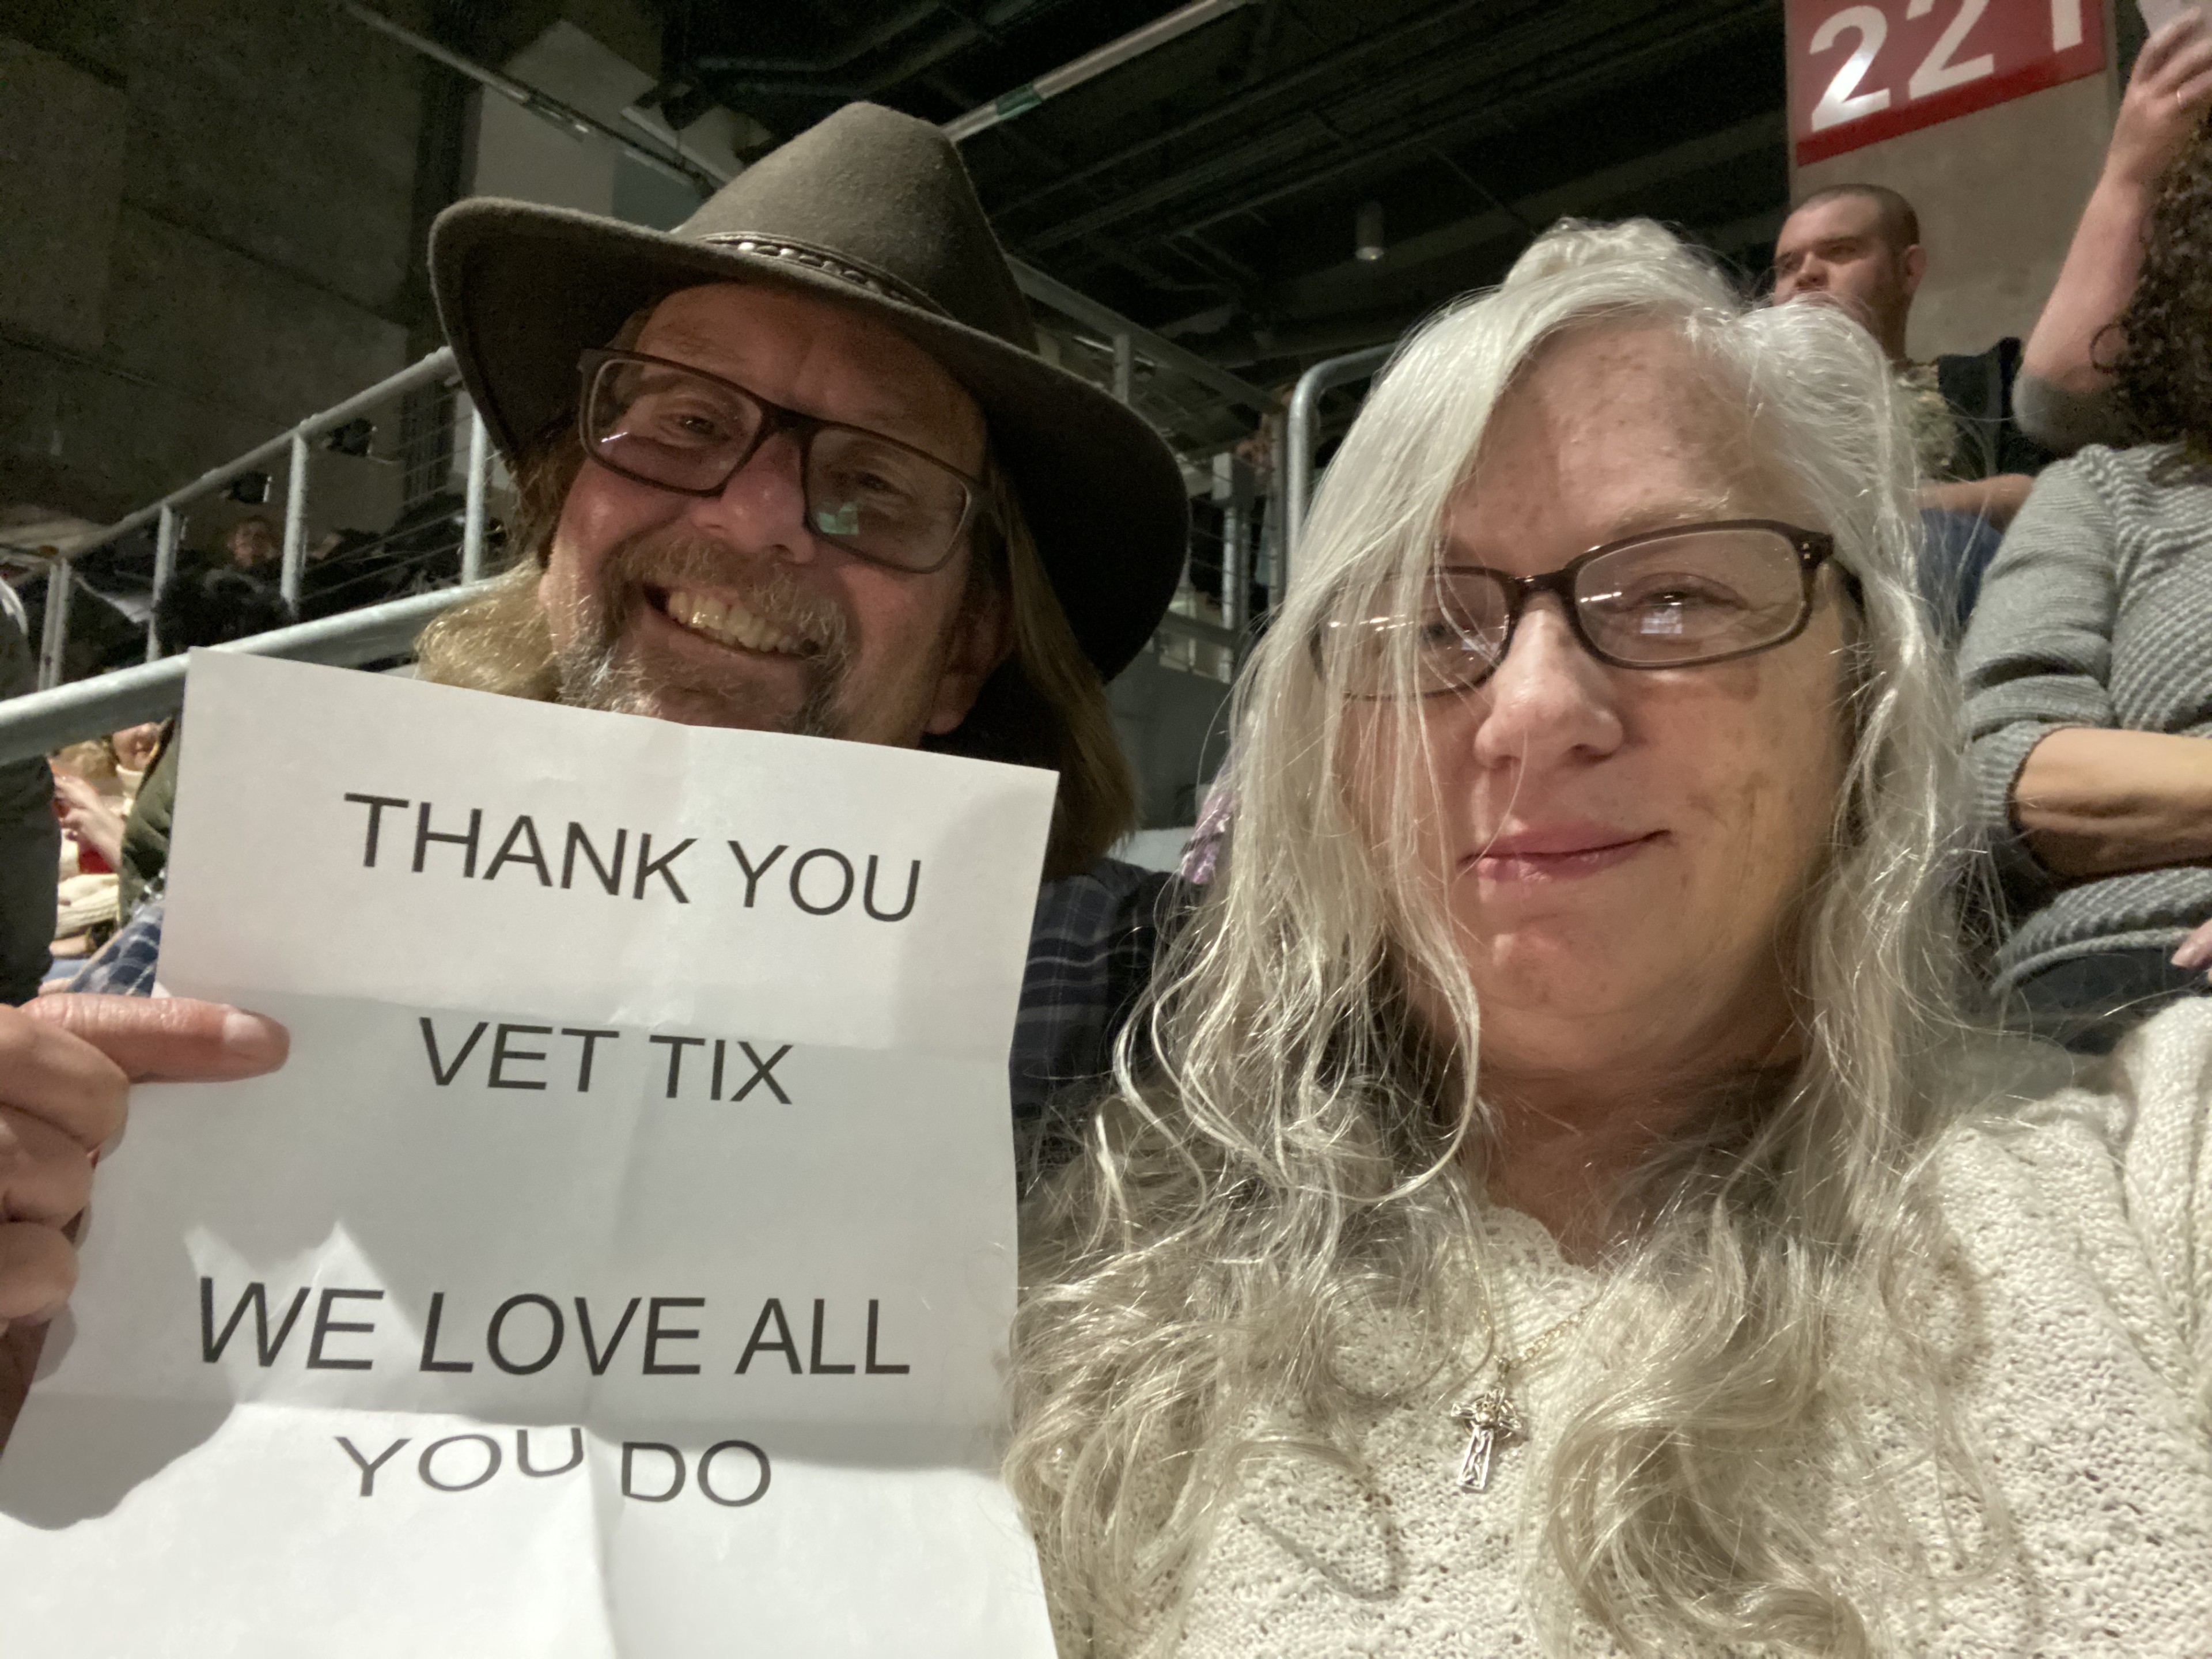 221
THANK YOU
VET TIX
WE LOVE ALL
YOU DO